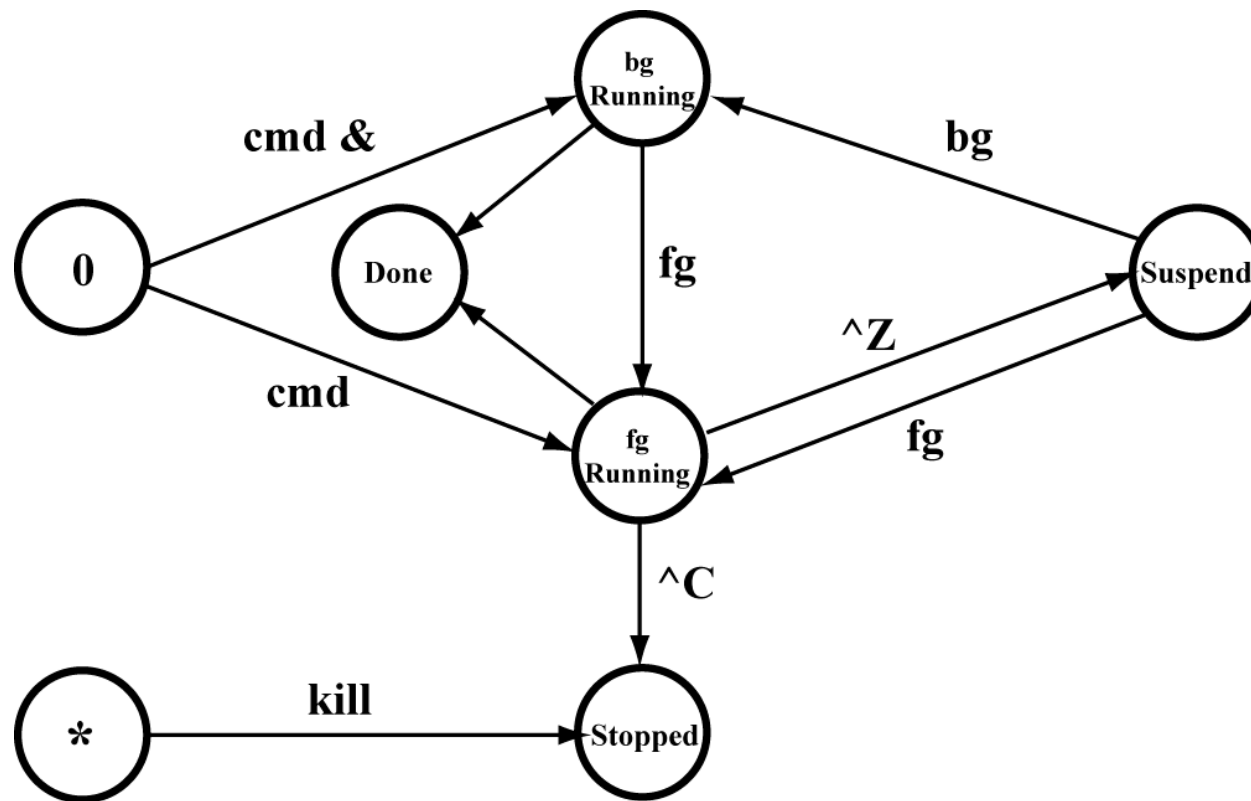 bg
Running
cmd &
bg
0
Done
fg
Suspend
^Z
cmd
fg
Running
fg
^C
kill
*
Stopped